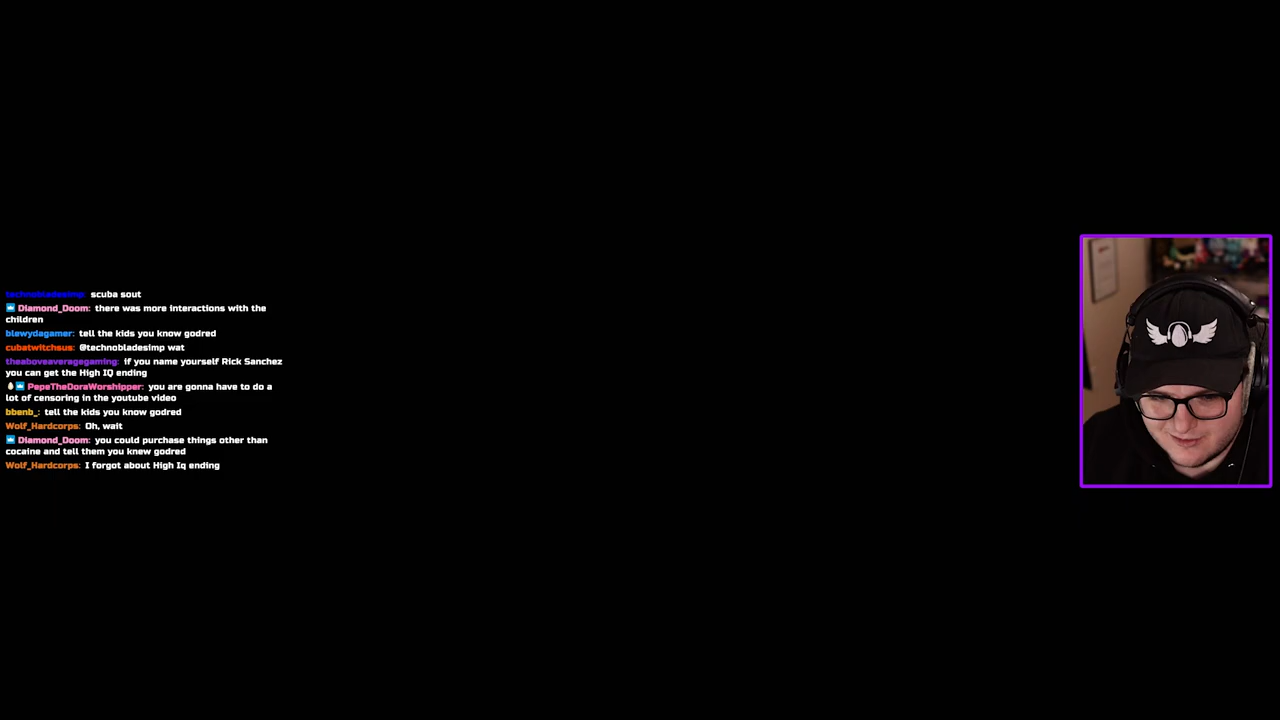 technobladesimp: scuba sout
Diamond_Doom: there was more interactions with the
children
blewydagamer: tell the kids you know godred
cubatwitchsus: @technobladesimp wat
theaboveaveragegaming: if you name yourself Rick Sanchez
you can get the High IQ ending
PepeTheDoraWorshipper: you are gonna have to do a
lot of censoring in the youtube video
bbenb_: tell the kids you know godred
Wolf_Hardcorps: Oh, wait
Diamond_Doom: you could purchase things other than
cocaine and tell them you knew godred
Wolf_Hardcorps: I forgot about High Iq ending